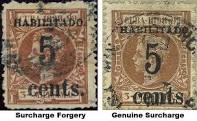 HABILITADO
5
cents
Surcharge Forgery
HABILITADO
5
cents
Genuine Surcharge